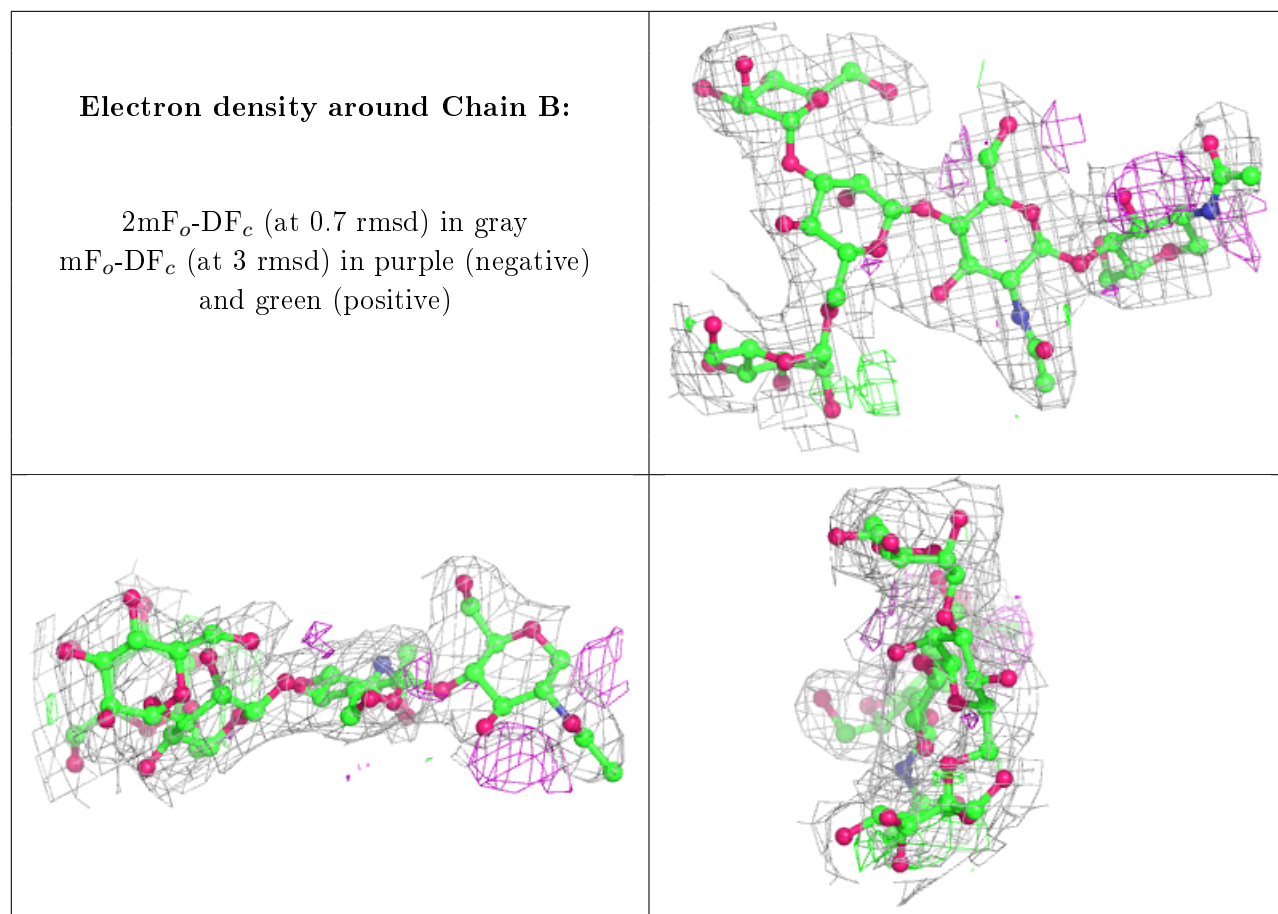 Electron density around Chain B:
2mFₒ-DF𝒸 (at 0.7 rmsd) in gray
mFₒ-DF𝒸 (at 3 rmsd) in purple (negative)
and green (positive)